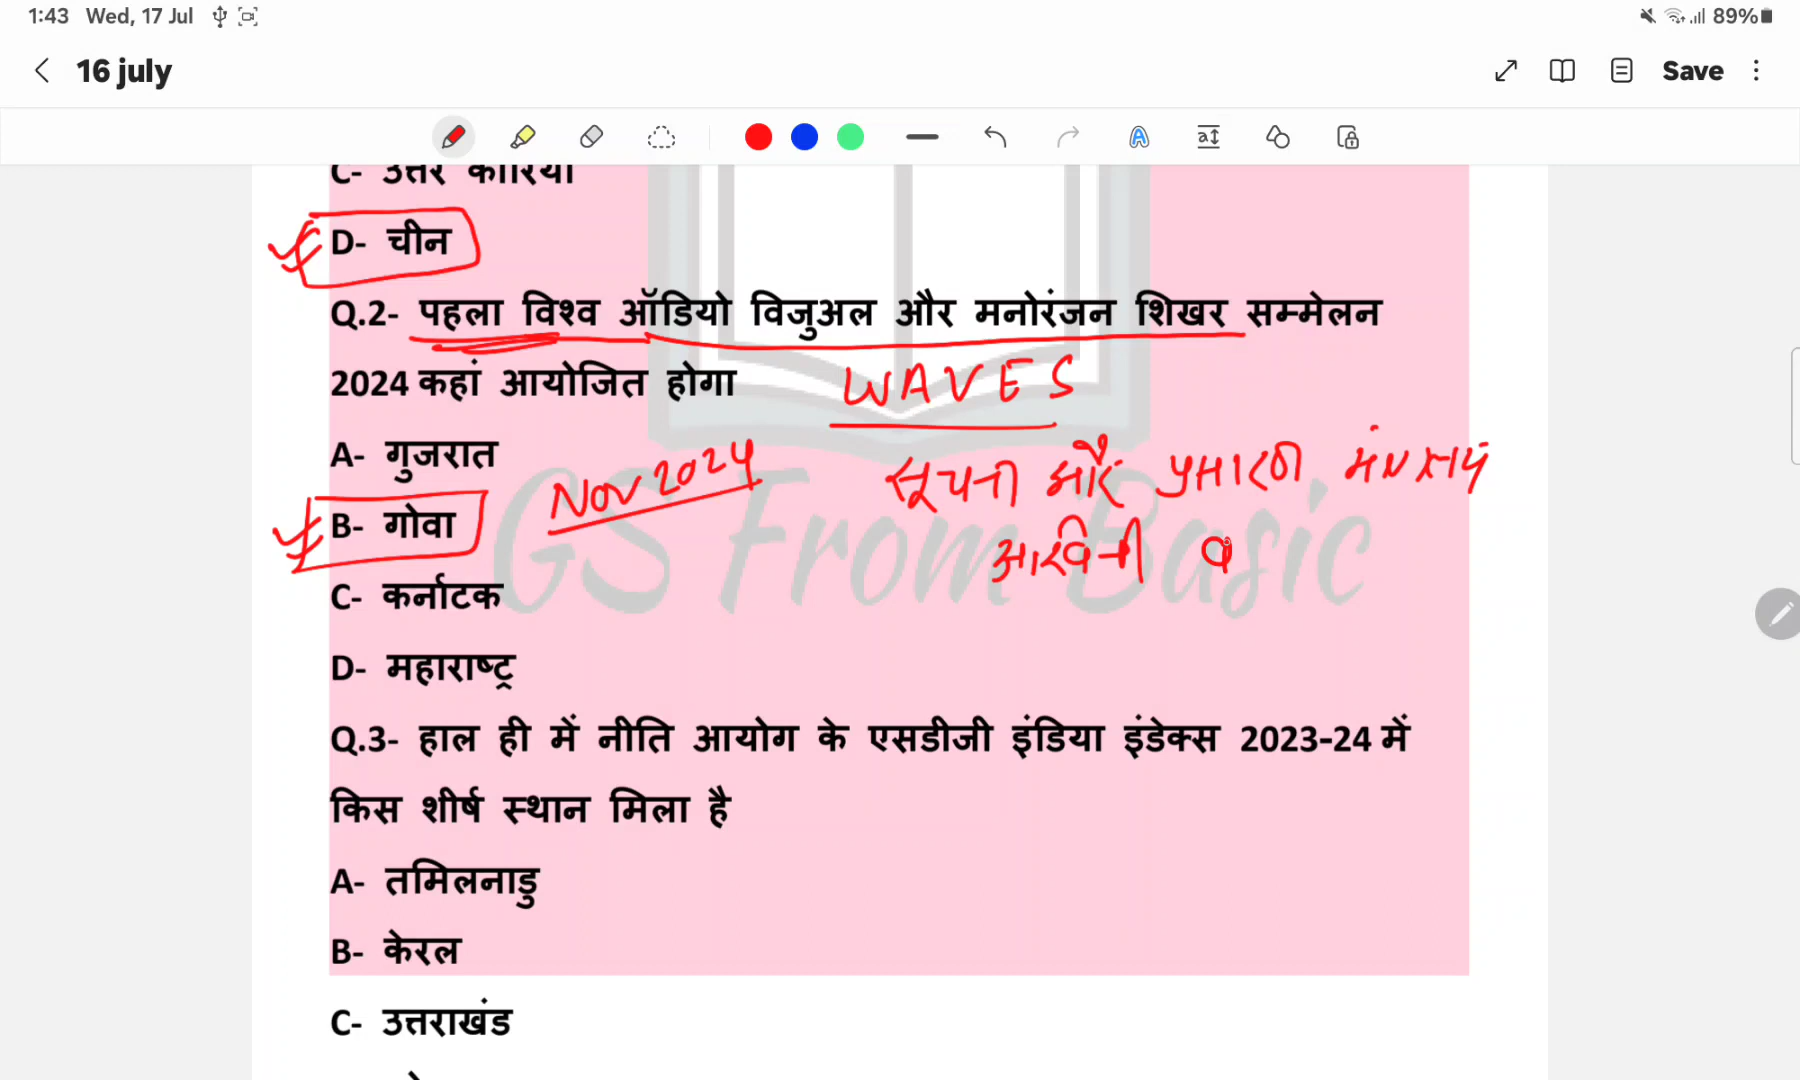 1:43 Wed, 17 Jul 89%
16 july Save
C- उत्तर कोरिया
D- चीन
Q.2- पहला विश्व ऑडियो विजुअल और मनोरंजन शिखर सम्मेलन
2024 कहां आयोजित होगा
WAVES
A- गुजरात
Nov 2024
सूचना और प्रसारण
B- गोवा
C- कर्नाटक
D- महाराष्ट्र
GS From Basic
Q.3- हाल ही में नीति आयोग के एसडीजी इंडिया इंडेक्स 2023-24 में
किस शीर्ष स्थान मिला है
A- तमिलनाडु
B- केरल
C- उत्तराखंड